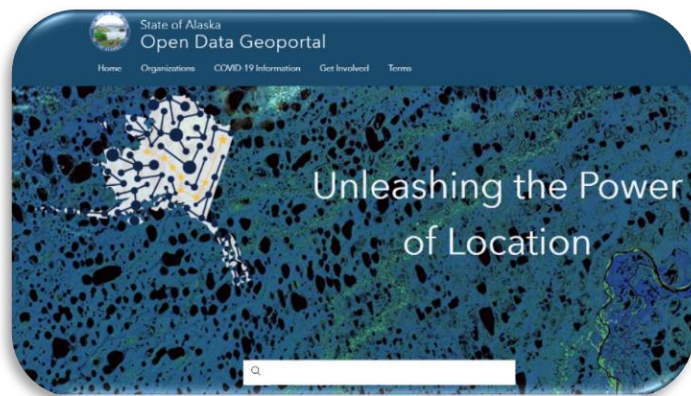 State of Alaska
Open Data Geoportal
Home Organizations COVID-19 Information Get Involved Terms
Unleashing the Power
of Location